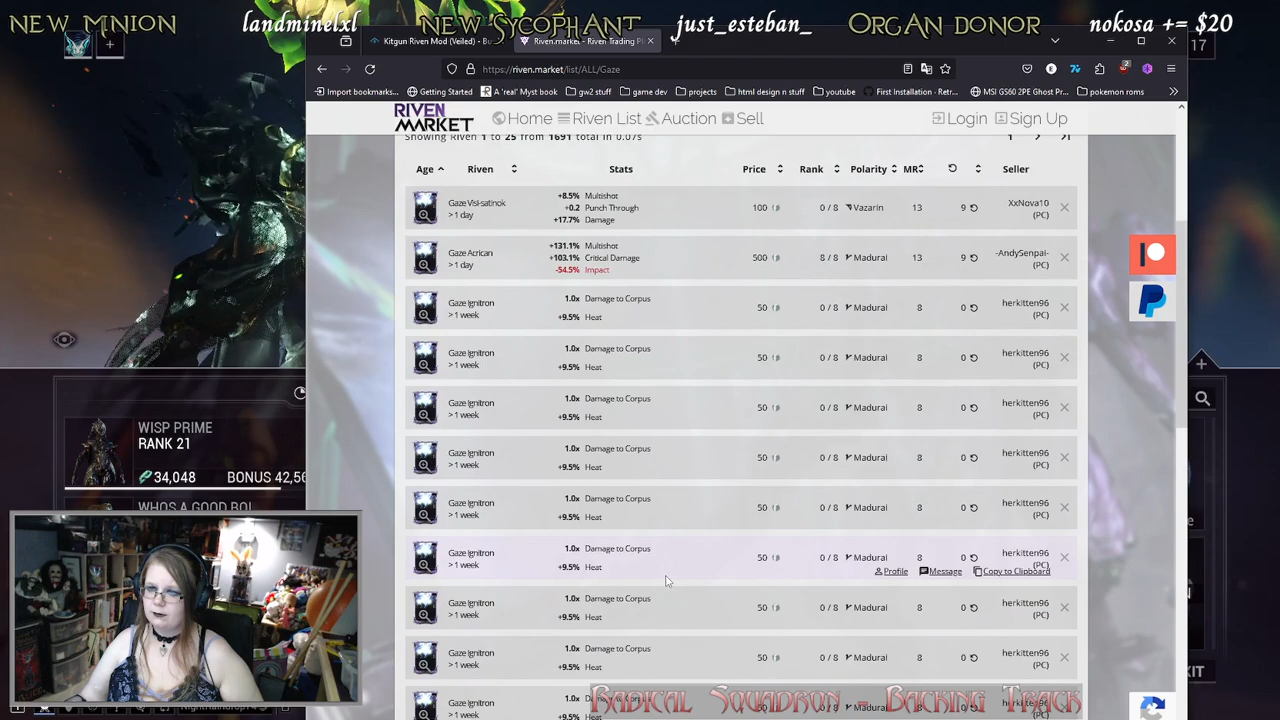 NEW MINION landminelxl NEW SYCOPHANT just_esteban_ ORGAN DONOR nokosa += $20
Kitgun Riven Mod (Veiled) - Bu
Riven.market - Riven Trading Pl
17
https://riven.market/list/ALL/Gaze
Import bookmarks...
Getting Started
A 'real' Myst book
gw2 stuff
game dev
projects
html design n stuff
youtube
First Installation - Retr...
MSI GS60 2PE Ghost Pr...
pokemon roms
RIVEN MARKET
Home Riven List Auction Sell
Login Sign Up
Showing Riven 1 to 25 from 1691 total in 0.07s
1
Age Riven Stats Price Rank Polarity MR Seller
Gaze Visi-satinok
> 1 day
+8.5% Multishot
+0.2 Punch Through
+17.7% Damage
100 0 / 8 Vazarin 13 9 XxNova10 (PC)
Gaze Acrican
> 1 day
+131.1% Multishot
+103.1% Critical Damage
-54.5% Impact
500 8 / 8 Madurai 13 9 -AndySenpai- (PC)
Gaze Ignitron
> 1 week
1.0x Damage to Corpus
+9.5% Heat
50 0 / 8 Madurai 8 0 herkitten96 (PC)
Gaze Ignitron
> 1 week
1.0x Damage to Corpus
+9.5% Heat
50 0 / 8 Madurai 8 0 herkitten96 (PC)
Gaze Ignitron
> 1 week
1.0x Damage to Corpus
+9.5% Heat
50 0 / 8 Madurai 8 0 herkitten96 (PC)
Gaze Ignitron
> 1 week
1.0x Damage to Corpus
+9.5% Heat
50 0 / 8 Madurai 8 0 herkitten96 (PC)
Gaze Ignitron
> 1 week
1.0x Damage to Corpus
+9.5% Heat
50 0 / 8 Madurai 8 0 herkitten96 (PC)
Gaze Ignitron
> 1 week
1.0x Damage to Corpus
+9.5% Heat
50 0 / 8 Madurai 8 0 herkitten96 (PC)
Profile Message Copy to Clipboard
Gaze Ignitron
> 1 week
1.0x Damage to Corpus
+9.5% Heat
50 0 / 8 Madurai 8 0 herkitten96 (PC)
Gaze Ignitron
> 1 week
1.0x Damage to Corpus
+9.5% Heat
50 0 / 8 Madurai 8 0 herkitten96 (PC)
Gaze Ignitron
> 1 week
1.0x
+9.5% Heat
(PC)
WISP PRIME
RANK 21
34,048 BONUS 42,56
WHOS A GOOD BOI
Radical Squadron - Backing Track